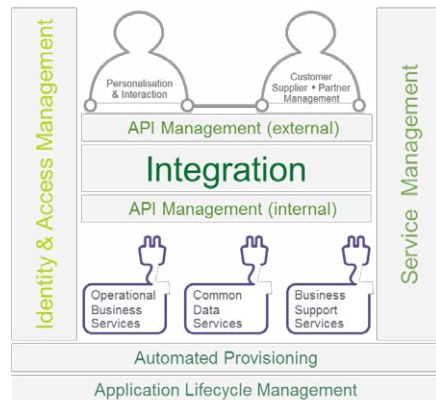 Identity & Access Management
Personalisation
& Interaction
Customer
Supplier • Partner
Management
API Management (external)
Integration
API Management (internal)
Operational
Business
Services
Common
Data
Services
Business
Support
Services
Service Management
Automated Provisioning
Application Lifecycle Management